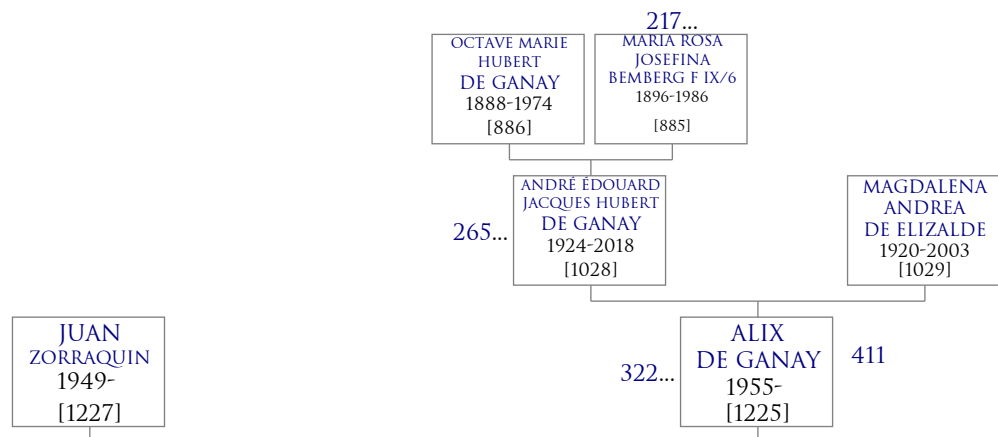 217...
OCTAVE MARIE
HUBERT
DE GANAY
1888-1974
[886]
MARIA ROSA
JOSEFINA
BEMBERG F IX/6
1896-1986
[885]
265...
ANDRÉ ÉDOUARD
JACQUES HUBERT
DE GANAY
1924-2018
[1028]
MAGDALENA
ANDREA
DE ELIZALDE
1920-2003
[1029]
JUAN
ZORRAQUIN
1949-
[1227]
322...
ALIX
DE GANAY
1955-
[1225]
411